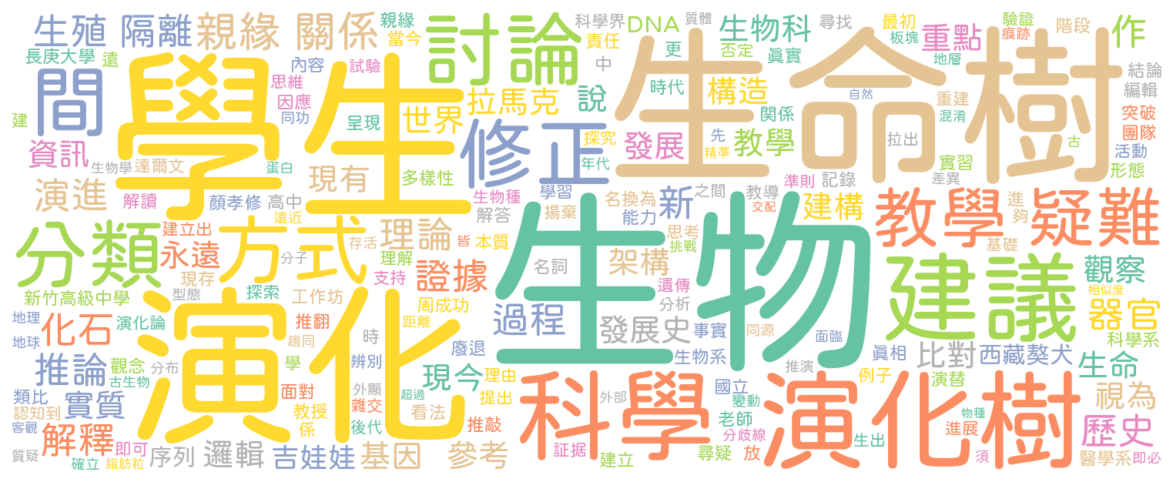 生殖 隔離
親緣 關係
討論
科學界
親緣
當今
責任
DNA
質體
中
更
否定
生物科
真實
尋找
最初
板塊
重點
地層
驗證
痕跡
階段
作
長庚大學
遠
間
學生
內容
試驗
思維
因應
同功
呈現
世界
拉馬克
說
時代
構造
生命樹
自然
重建
混淆
結論
編輯
突破
團隊
建
資訊
生物學
達爾文
蛋白
修正
探究
年代
發展
關係
先
精準
教學
拉出
古
實習
差異
活動
形態
演進
解讀
顏孝修
高中
現有
多樣性
生物種
解答
學習
揚棄
名換為
能力
之間
新
教導
交配
準則
記錄
建構
進
夠
教學 疑難
分類
建立出
遠近
永遠
現存
分子
方式
存活
理論
理解
皆
本質
支持
證據
名詞
架構
思考
挑戰
遺傳
分析
生物
基礎
建議
觀察
相似度
新竹高級中學
型態
探索
工作坊
周成功
距離
過程
發展史
事實
同源
面臨
器官
地理
地球
化石
演化論
推翻
趨同
時
演化
廢退
生物系
推演
真相
例子
比對
西藏獒犬
科學系
推論
觀念
古生物
分布
學
辨別
外顯
現今
理由
提出
科學
外部
國立
變動
演化樹
演替
生命
類比
認知到
客觀
實質
面對
教授
係
雜交
後代
超過
看法
推敲
老師
分歧線
放
生出
進展
物種
視為
歷史
質疑
解釋
即可
確立
脂肪粒
序列
邏輯
吉娃娃
基因
參考
証据
建立
尋疑
須
醫學系
即必